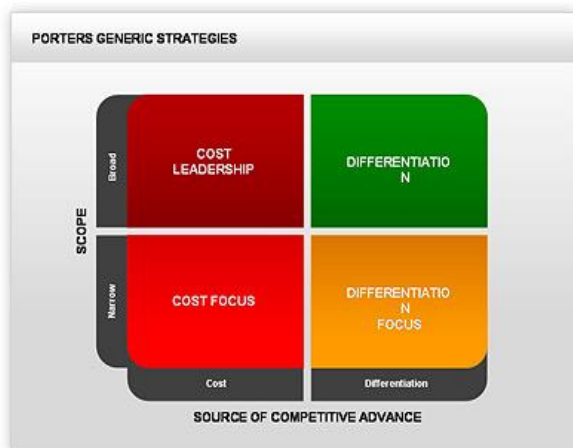 PORTERS GENERIC STRATEGIES
SCOPE
Broad
COST
LEADERSHIP
DIFFERENTIATIO
N
Narrow
COST FOCUS
DIFFERENTIATIO
N
FOCUS
Cost
Differentiation
SOURCE OF COMPETITIVE ADVANCE